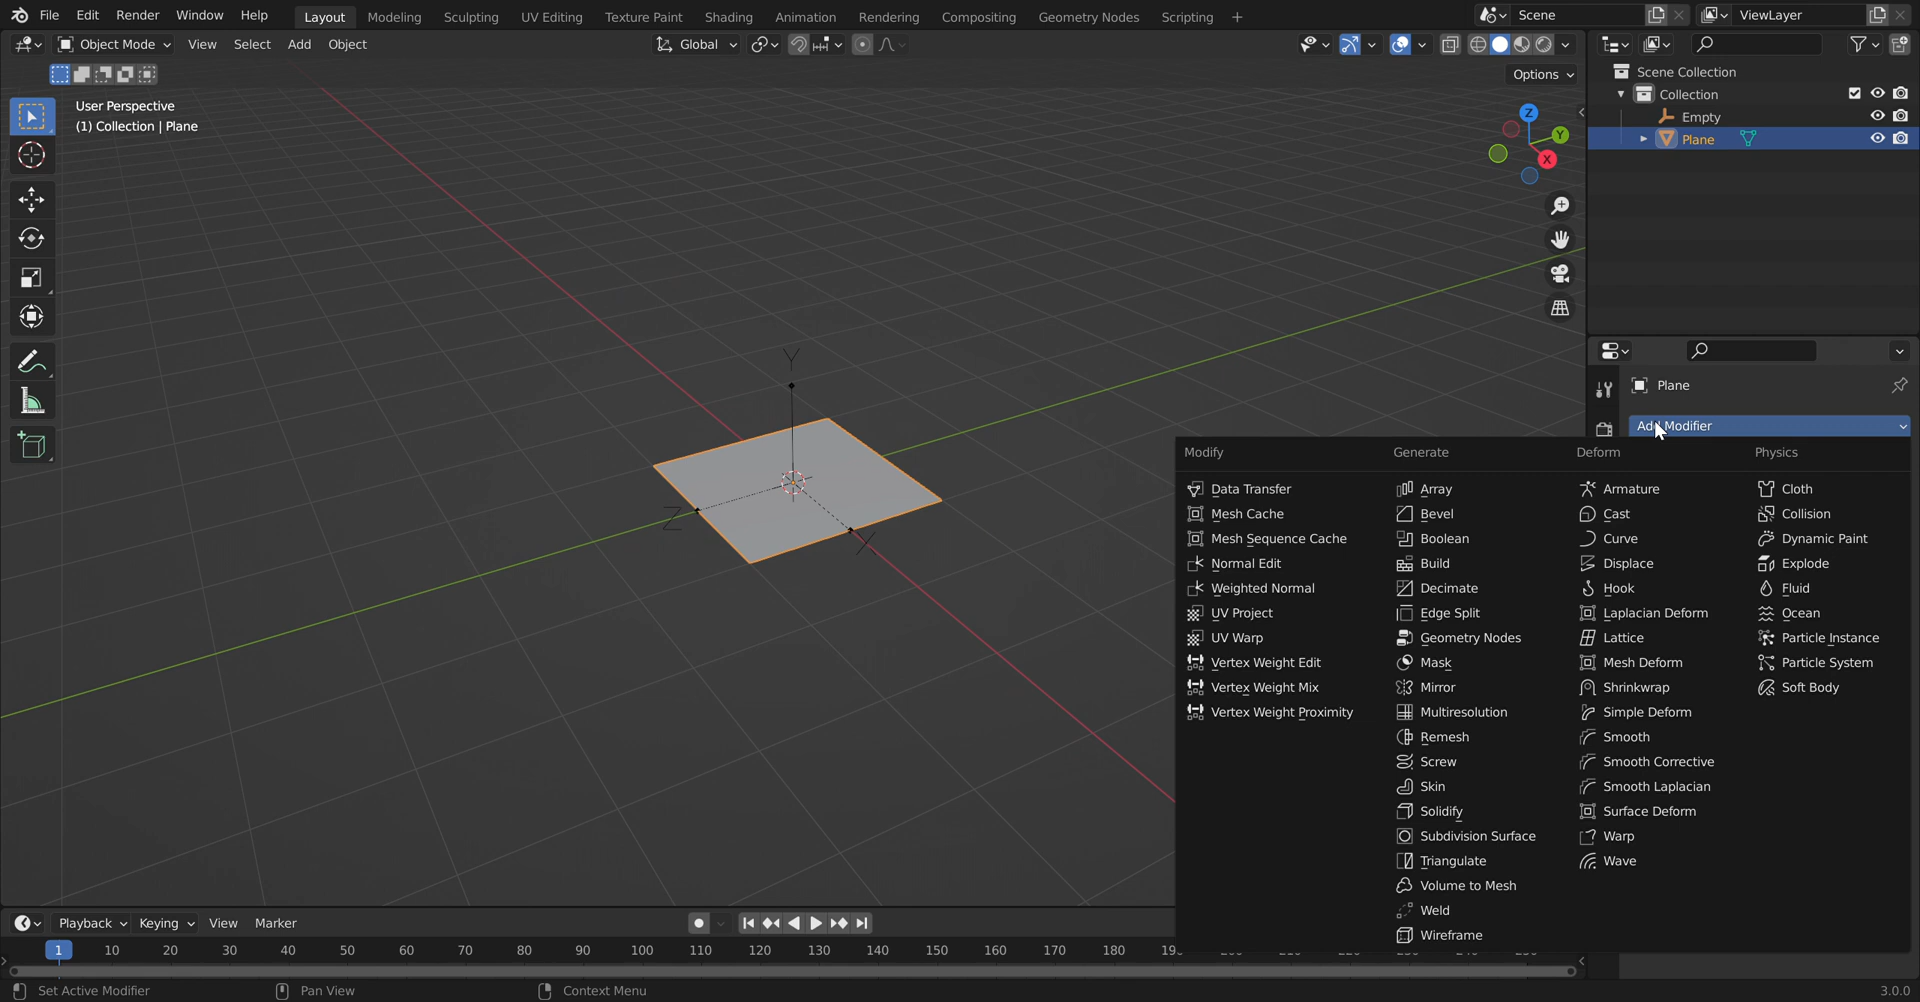 File Edit Render Window Help Layout Modeling Sculpting UV Editing Texture Paint Shading Animation Rendering Compositing Geometry Nodes Scripting + Scene ViewLayer
Object Mode View Select Add Object Global
Options
User Perspective
(1) Collection | Plane
Z
Y
X
Scene Collection
Collection
Empty
Plane
Y
Z
X
Plane
Add Modifier
Modify
Data Transfer
Mesh Cache
Mesh Sequence Cache
Normal Edit
Weighted Normal
UV Project
UV Warp
Vertex Weight Edit
Vertex Weight Mix
Vertex Weight Proximity
Generate
Array
Bevel
Boolean
Build
Decimate
Edge Split
Geometry Nodes
Mask
Mirror
Multiresolution
Remesh
Screw
Skin
Solidify
Subdivision Surface
Triangulate
Volume to Mesh
Weld
Wireframe
Deform
Armature
Cast
Curve
Displace
Hook
Laplacian Deform
Lattice
Mesh Deform
Shrinkwrap
Simple Deform
Smooth
Smooth Corrective
Smooth Laplacian
Surface Deform
Warp
Wave
Physics
Cloth
Collision
Dynamic Paint
Explode
Fluid
Ocean
Particle Instance
Particle System
Soft Body
Playback Keying View Marker
1 10 20 30 40 50 60 70 80 90 100 110 120 130 140 150 160 170 180
Set Active Modifier Pan View Context Menu 3.0.0